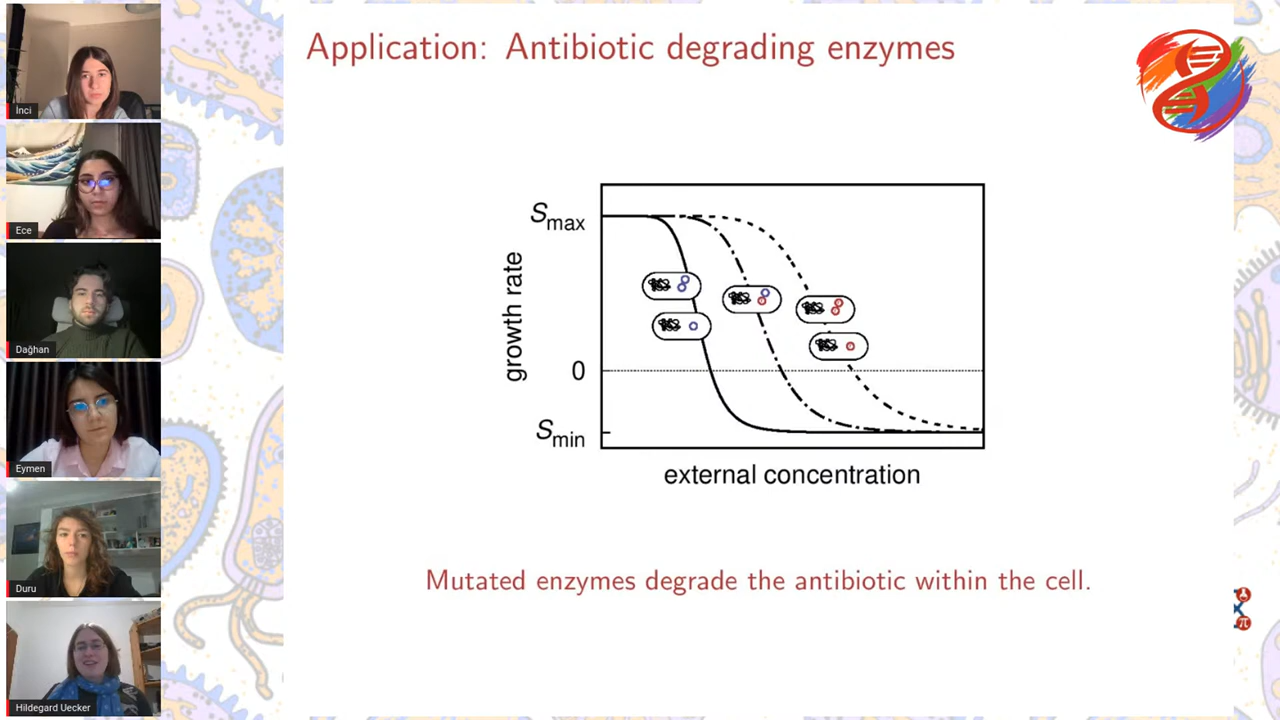 Application: Antibiotic degrading enzymes
İnci
Ece
Dağhan
Eymen
Duru
Hildegard Uecker
Smax
growth rate
0
Smin
external concentration
Mutated enzymes degrade the antibiotic within the cell.
π